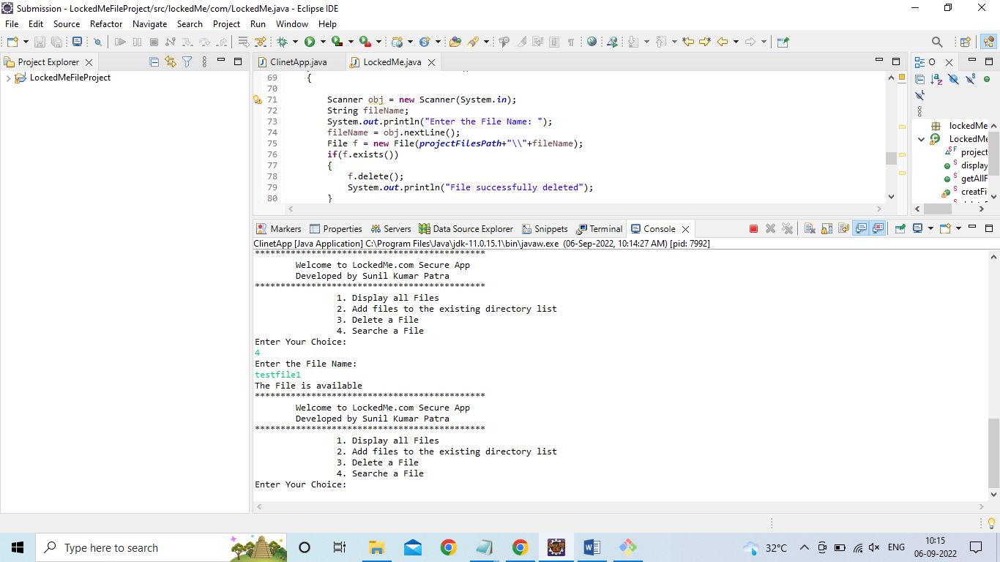 Submission - LockedMeFileProject/src/lockedMe/com/LockedMe.java - Eclipse IDE
File Edit Source Refactor Navigate Search Project Run Window Help
Project Explorer
LockedMeFileProject
ClinetApp.java LockedMe.java
69 {
70
71 Scanner obj = new Scanner(System.in);
72 String fileName;
73 System.out.println("Enter the File Name: ");
74 fileName = obj.nextLine();
75 File f = new File(projectFilesPath+"\\"+fileName);
76 if(f.exists())
77 {
78 f.delete();
79 System.out.println("File successfully deleted");
80 }
O
lockedMe
LockedMe
project
display
getAllF
creatFi
Markers Properties Servers Data Source Explorer Snippets Terminal Console
ClinetApp [Java Application] C:\Program Files\Java\jdk-11.0.15.1\bin\javaw.exe (06-Sep-2022, 10:14:27 AM) [pid: 7992]
*********************************************
Welcome to LockedMe.com Secure App
Developed by Sunil Kumar Patra
*********************************************
1. Display all Files
2. Add files to the existing directory list
3. Delete a File
4. Searche a File
Enter Your Choice:
4
Enter the File Name:
testfile1
The File is available
*********************************************
Welcome to LockedMe.com Secure App
Developed by Sunil Kumar Patra
*********************************************
1. Display all Files
2. Add files to the existing directory list
3. Delete a File
4. Searche a File
Enter Your Choice:
Type here to search
32°C
ENG
10:15
06-09-2022